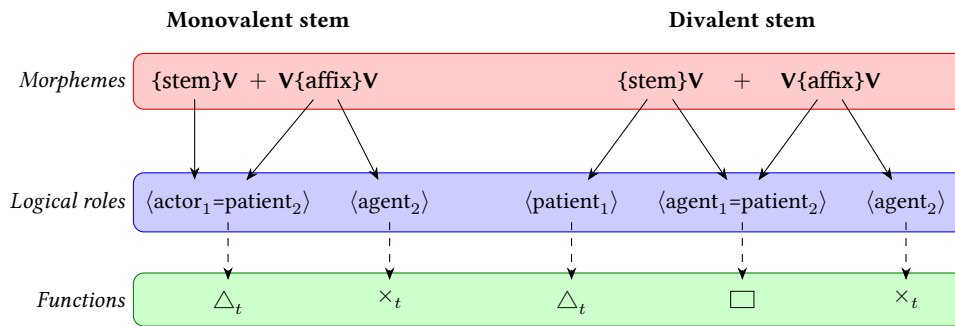 Monovalent stem Divalent stem
Morphemes {stem}V + V{affix}V {stem}V + V{affix}V
Logical roles ⟨actor₁=patient₂⟩ ⟨agent₂⟩ ⟨patient₁⟩ ⟨agent₁=patient₂⟩ ⟨agent₂⟩
Functions △ₜ ×ₜ △ₜ ▭ ×ₜ